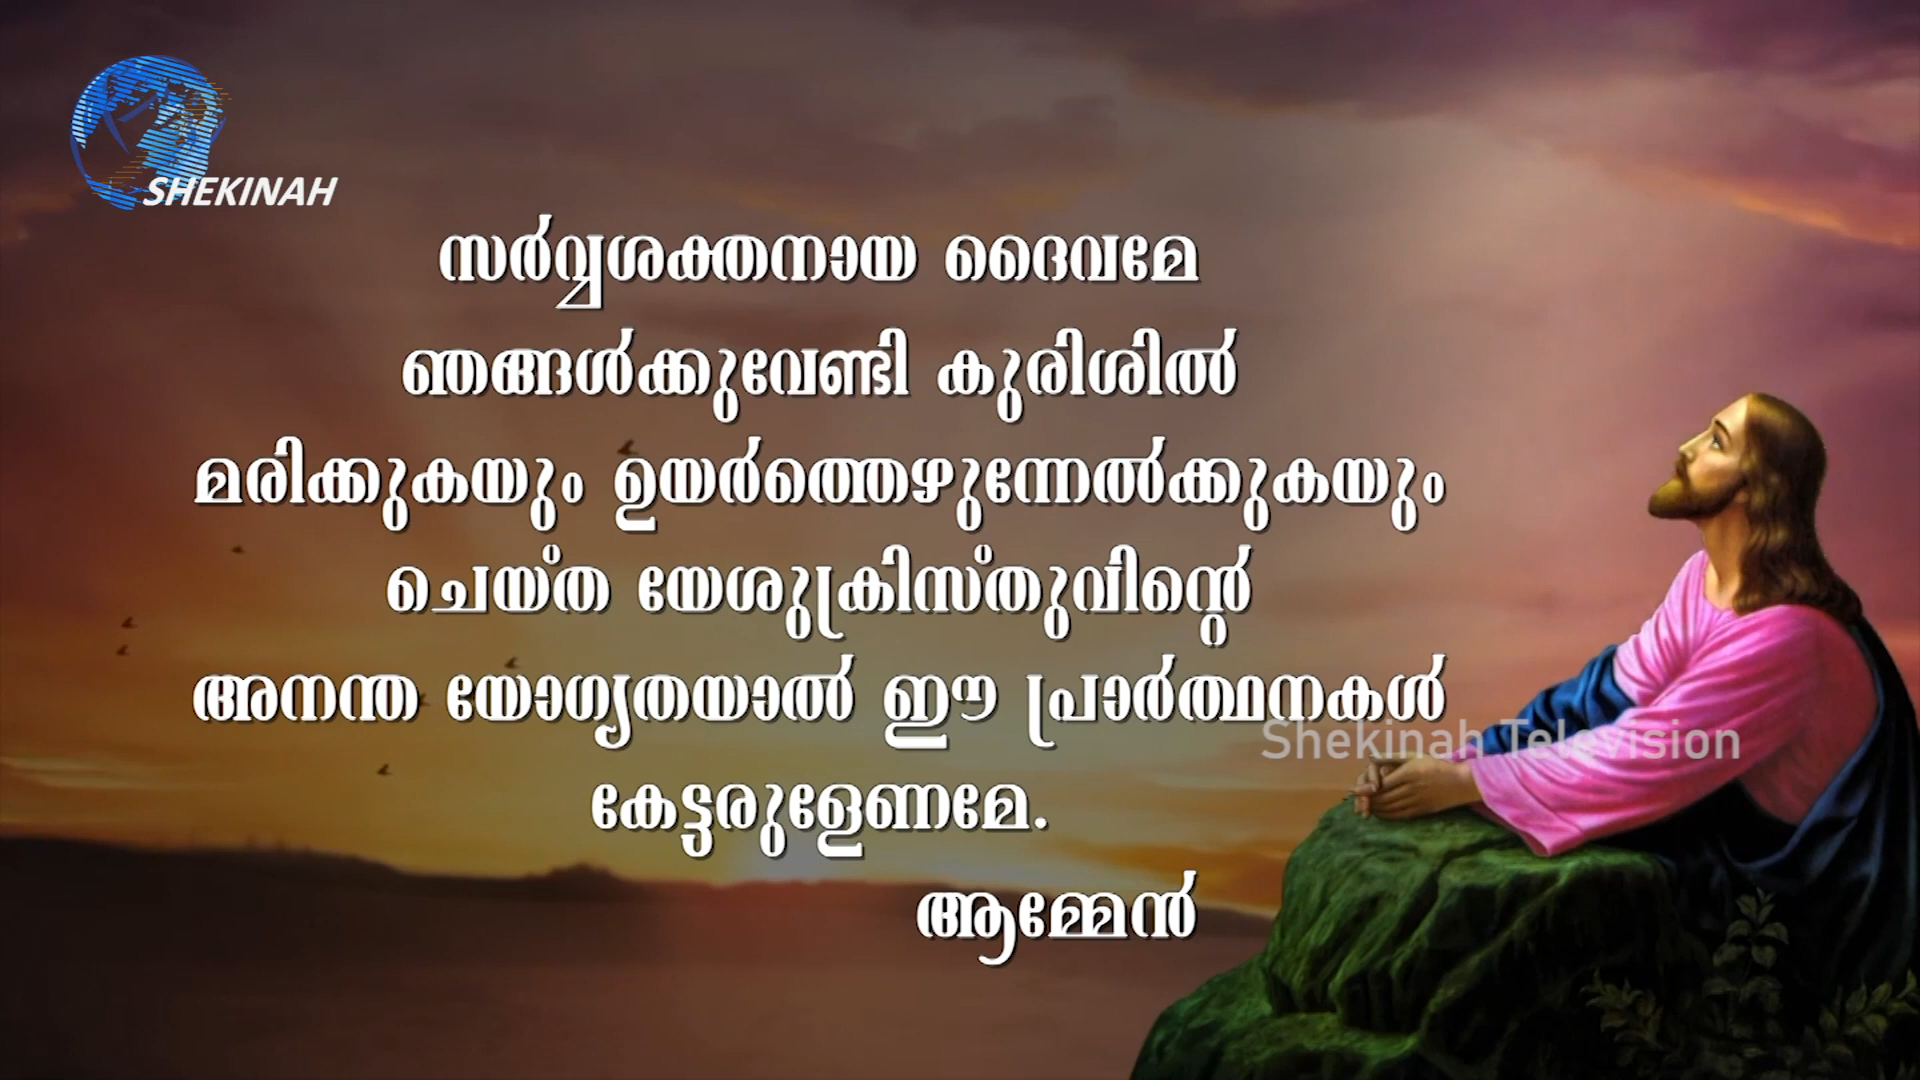 SHEKINAH
സർവ്വശക്തനായ ദൈവമേ
ഞങ്ങൾക്കുവേണ്ടി കുരിശിൽ
മരിക്കുകയും ഉയർത്തെഴുന്നേൽക്കുകയും
ചെയ്ത യേശുക്രിസ്തുവിന്റെ
അനന്ത യോഗ്യതയാൽ ഈ പ്രാർത്ഥനകൾ
Shekinah Television
കേട്ടരുളേണമേ.
ആമ്മേൻ